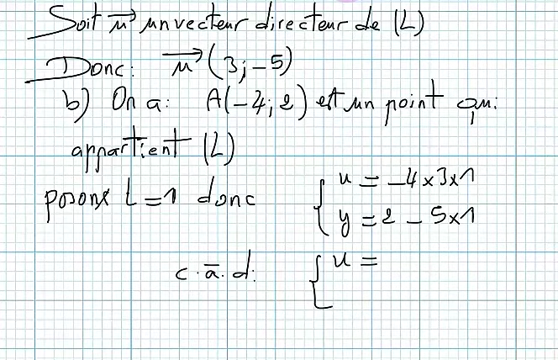 Soit u⃗ un vecteur directeur de (L)
Donc: u⃗ (3; -5)
b) On a: A(-4; 2) est un point qui
appartient (L)
posons L = 1 donc { x = -4 x 3 x 1
y = 2 - 5 x 1
c.à.d: { x =